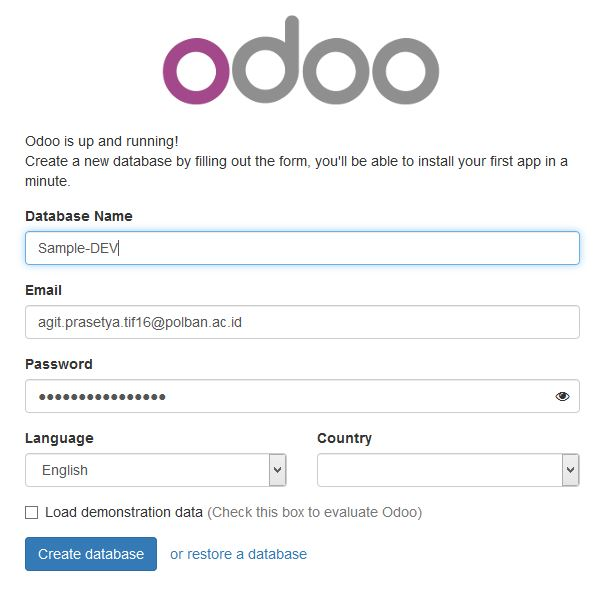 odoo
Odoo is up and running!
Create a new database by filling out the form, you'll be able to install your first app in a
minute.
Database Name
Sample-DEV
Email
agit.prasetya.tif16@polban.ac.id
Password
••••••••••••••••
Language Country
English
Load demonstration data (Check this box to evaluate Odoo)
Create database or restore a database